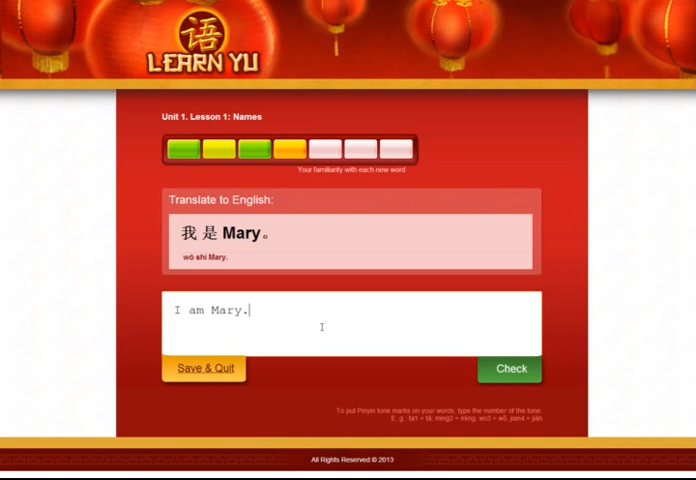 语
LEARN YU
Unit 1. Lesson 1: Names
Your familiarity with each new word
Translate to English:
我 是 Mary。
wǒ shì Mary.
I am Mary.
Save & Quit
Check
To put Pinyin tone marks on your words, type the number of the tone.
E. g. ta1 = tā; ming2 = míng; wo3 = wǒ; jian4 = jiàn
All Rights Reserved © 2013